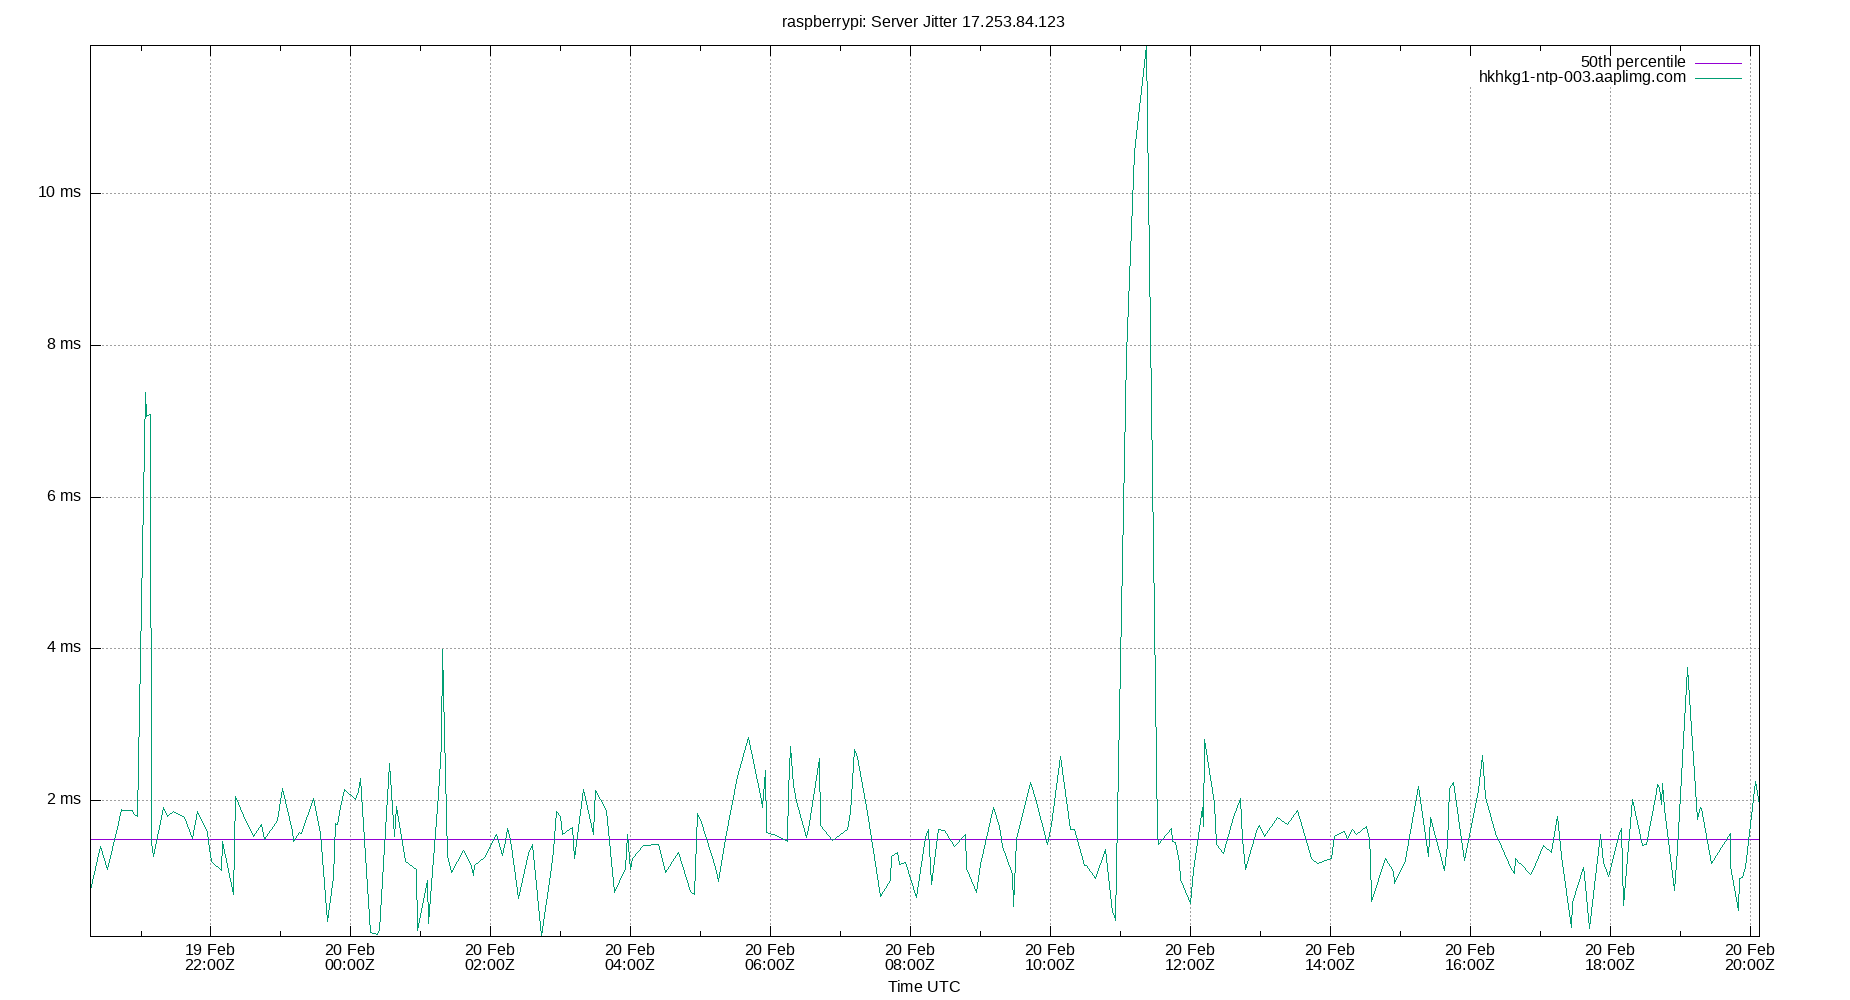 raspberrypi: Server Jitter 17.253.84.123
50th percentile
hkhkg1-ntp-003.aaplimg.com
10 ms
8 ms
6 ms
4 ms
2 ms
19 Feb 20 Feb 20 Feb 20 Feb 20 Feb 20 Feb 20 Feb 20 Feb 20 Feb 20 Feb 20 Feb 20 Feb
22:00Z 00:00Z 02:00Z 04:00Z 06:00Z 08:00Z 10:00Z 12:00Z 14:00Z 16:00Z 18:00Z 20:00Z
Time UTC